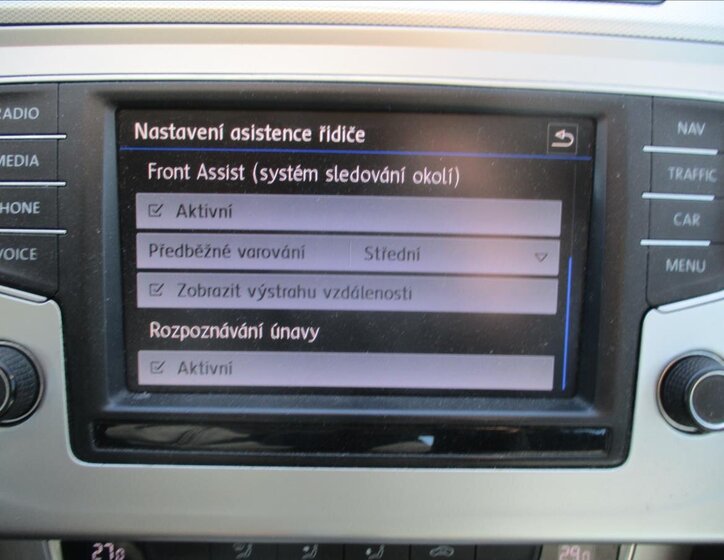 RADIO
MEDIA
PHONE
VOICE
Nastavení asistence řidiče
Front Assist (systém sledování okolí)
Aktivní
Předběžné varování Střední
Zobrazit výstrahu vzdálenosti
Rozpoznávání únavy
Aktivní
NAV
TRAFFIC
CAR
MENU